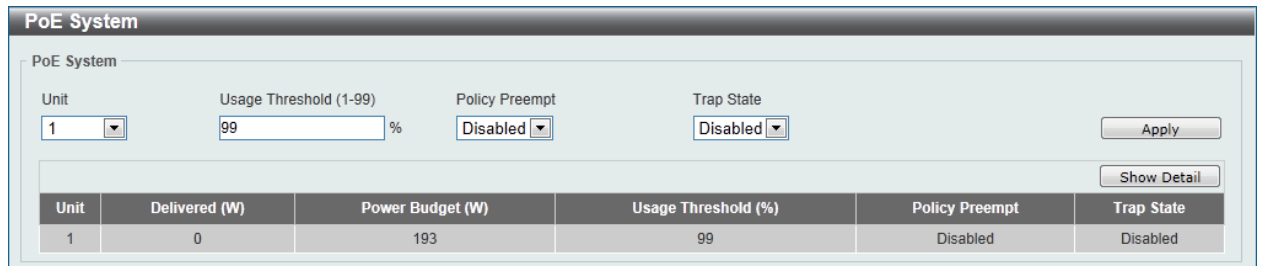 PoE System
PoE System
Unit Usage Threshold (1-99) Policy Preempt Trap State
1 99 % Disabled Disabled Apply
Show Detail
Unit Delivered (W) Power Budget (W) Usage Threshold (%) Policy Preempt Trap State
1 0 193 99 Disabled Disabled